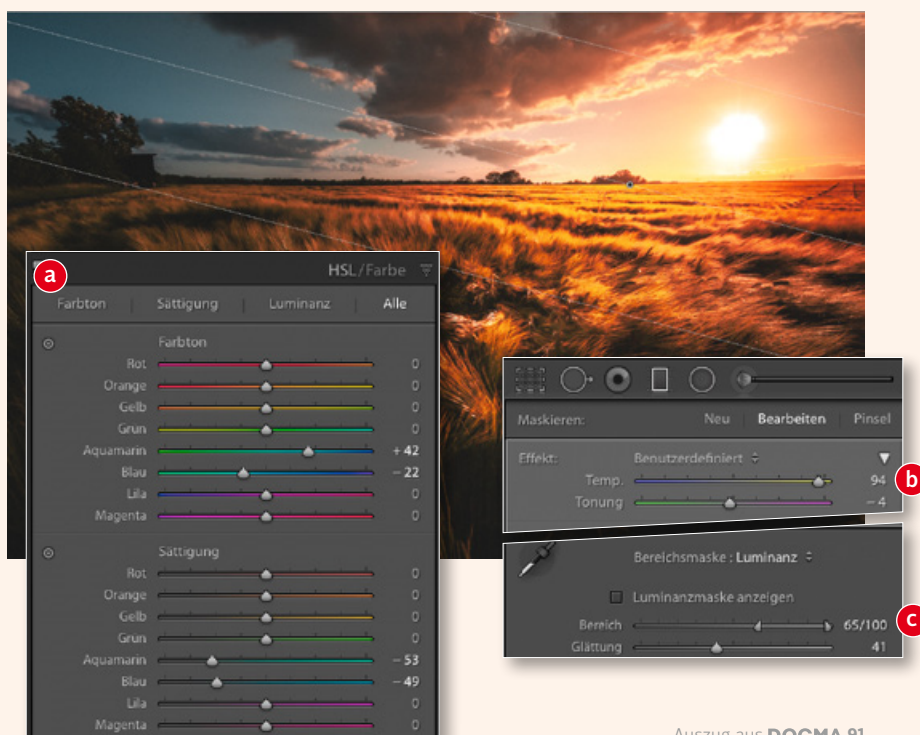 a
HSL/Farbe
Farbton Sättigung Luminanz Alle
Farbton
Rot 0
Orange 0
Gelb 0
Grün 0
Aquamarin +42
Blau -22
Lila 0
Magenta 0
Sättigung
Rot 0
Orange 0
Gelb 0
Grün 0
Aquamarin -53
Blau -49
Lila 0
Magenta 0
Maskieren: Neu Bearbeiten Pinsel
Effekt: Benutzerdefiniert
Temp. 94
b
Tonung -4
Bereichsmaske : Luminanz
Luminanzmaske anzeigen
Bereich 65/100
c
Glättung 41
Auszug aus DOCMA 91